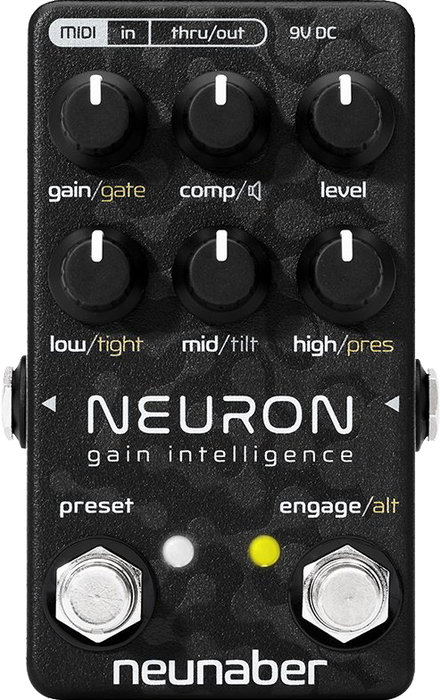 MIDI in thru/out 9V DC
gain/gate comp/ level
low/tight mid/tilt high/pres
NEURON
gain intelligence
preset engage/alt
neunaber